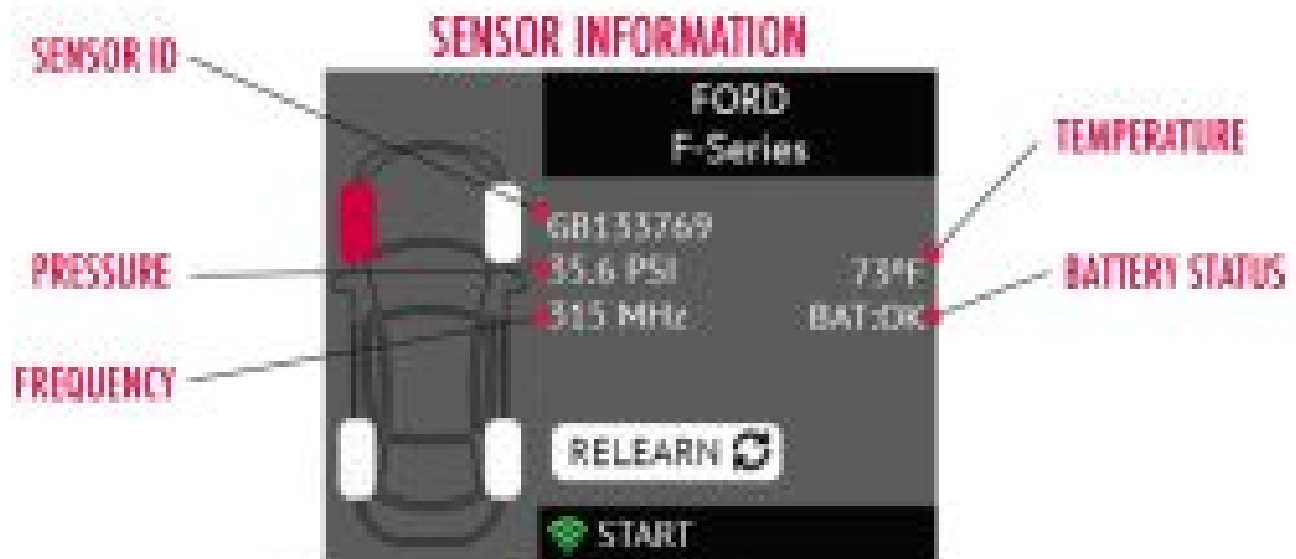 SENSOR INFORMATION
SENSOR ID
FORD
F-Series
TEMPERATURE
PRESSURE
35.6 PSI
73°F
BATTERY STATUS
315 MHz
BAT:OK
FREQUENCY
RELEARN
START